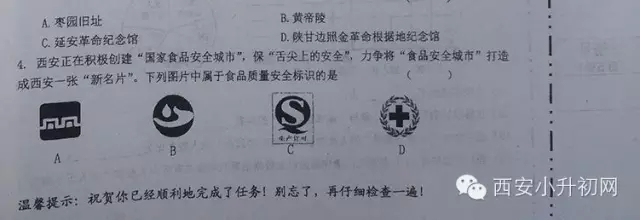 A. 枣园旧址 B. 黄帝陵
C. 延安革命纪念馆 D. 陕甘边照金革命根据地纪念馆
4. 西安正在积极创建“国家食品安全城市”，保“舌尖上的安全”，力争将“食品安全城市”打造
成西安一张“新名片”。下列图片中属于食品质量安全标识的是 （ ）
A B C D
温馨提示：祝贺你已经顺利地完成了任务！别忘了，再仔细检查一遍！
西安小升初网